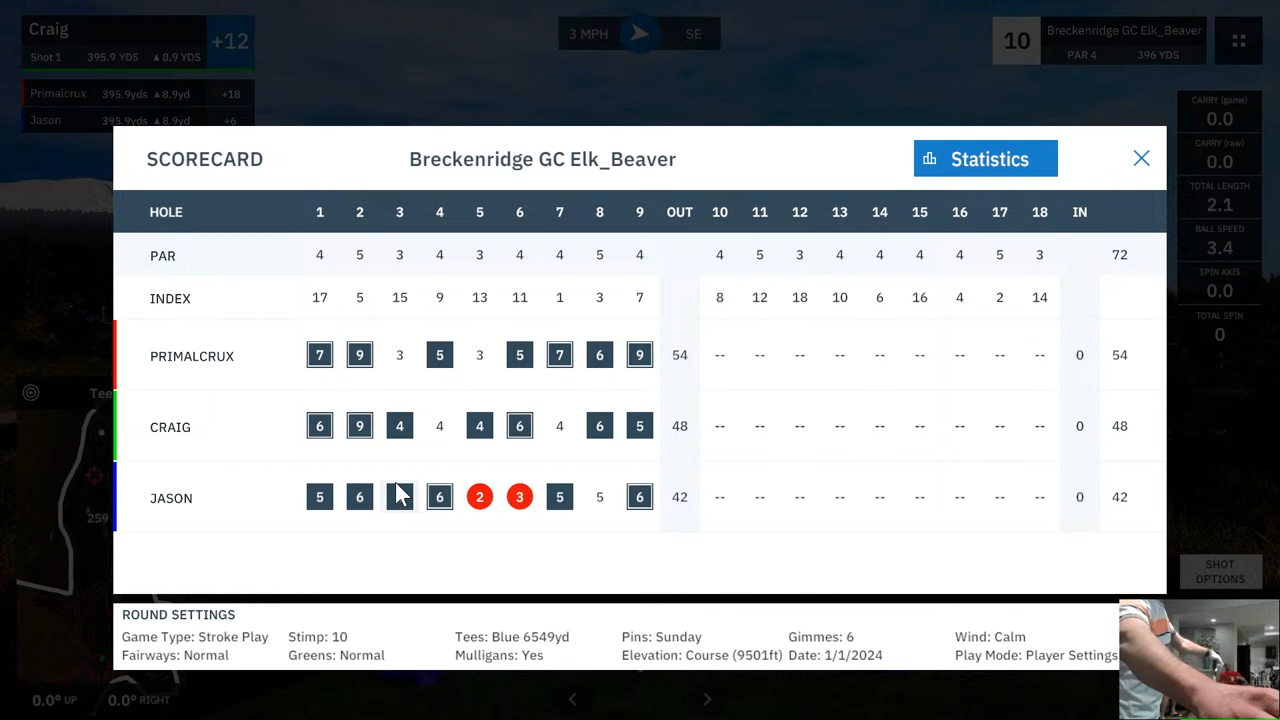 Craig
+12
Shot 1 395.9 YDS ▲8.9 YDS
Primalcrux 395.9yds ▲8.9yd +18
Jason 395.9yds ▲8.9yd +6
3 MPH SE
10
Breckenridge GC Elk_Beaver
PAR 4 396 YDS
SCORECARD Breckenridge GC Elk_Beaver Statistics
HOLE 1 2 3 4 5 6 7 8 9 OUT 10 11 12 13 14 15 16 17 18 IN
PAR 4 5 3 4 3 4 4 5 4 4 5 3 4 4 4 4 5 3 72
INDEX 17 5 15 9 13 11 1 3 7 8 12 18 10 6 16 4 2 14
PRIMALCRUX 7 9 3 5 3 5 7 6 9 54 -- -- -- -- -- -- -- -- -- 0 54
CRAIG 6 9 4 4 4 6 4 6 5 48 -- -- -- -- -- -- -- -- -- 0 48
JASON 5 6 6 2 3 5 5 6 42 -- -- -- -- -- -- -- -- -- 0 42
ROUND SETTINGS
Game Type: Stroke Play Stimp: 10 Tees: Blue 6549yd Pins: Sunday Gimmes: 6 Wind: Calm
Fairways: Normal Greens: Normal Mulligans: Yes Elevation: Course (9501ft) Date: 1/1/2024 Play Mode: Player Settings
CARRY (game)
0.0
CARRY (raw)
0.0
TOTAL LENGTH
2.1
BALL SPEED
3.4
SPIN AXIS
0.0
TOTAL SPIN
0
SHOT
OPTIONS
Tee
259
0.0° UP 0.0° RIGHT